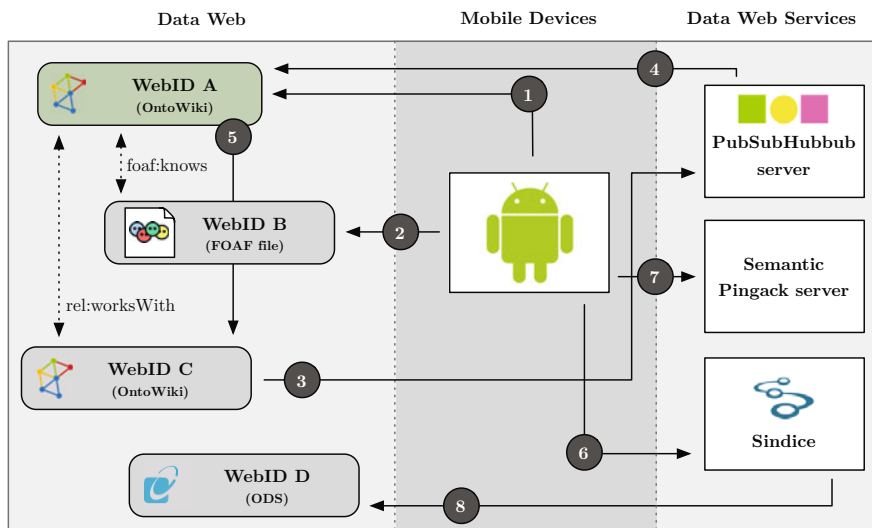 Data Web
Mobile Devices
Data Web Services
WebID A
(OntoWiki)
4
1
5
foaf:knows
PubSubHubbub
server
WebID B
(FOAF file)
2
7
Semantic
Pingack server
rel:worksWith
WebID C
(OntoWiki)
3
6
Sindice
WebID D
(ODS)
8